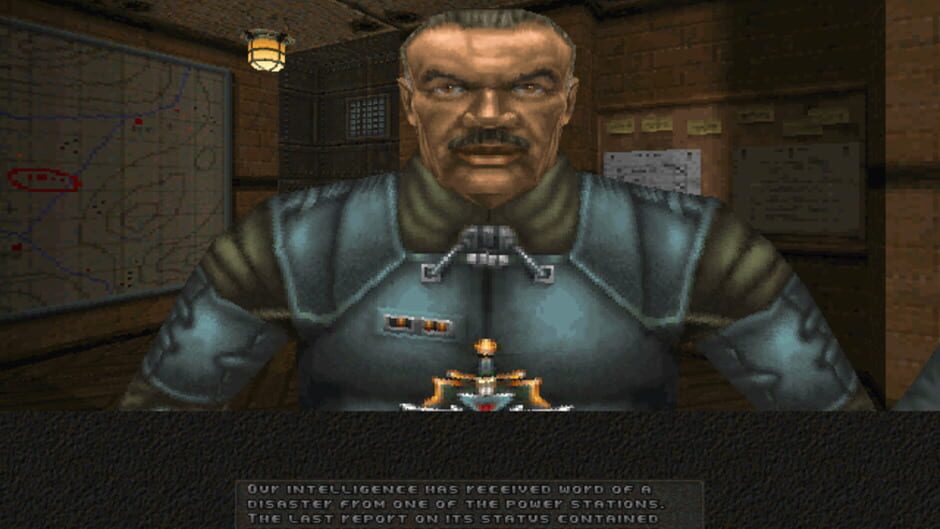 Our intelligence has received word of a
disaster from one of the power stations.
The last report on its status contained